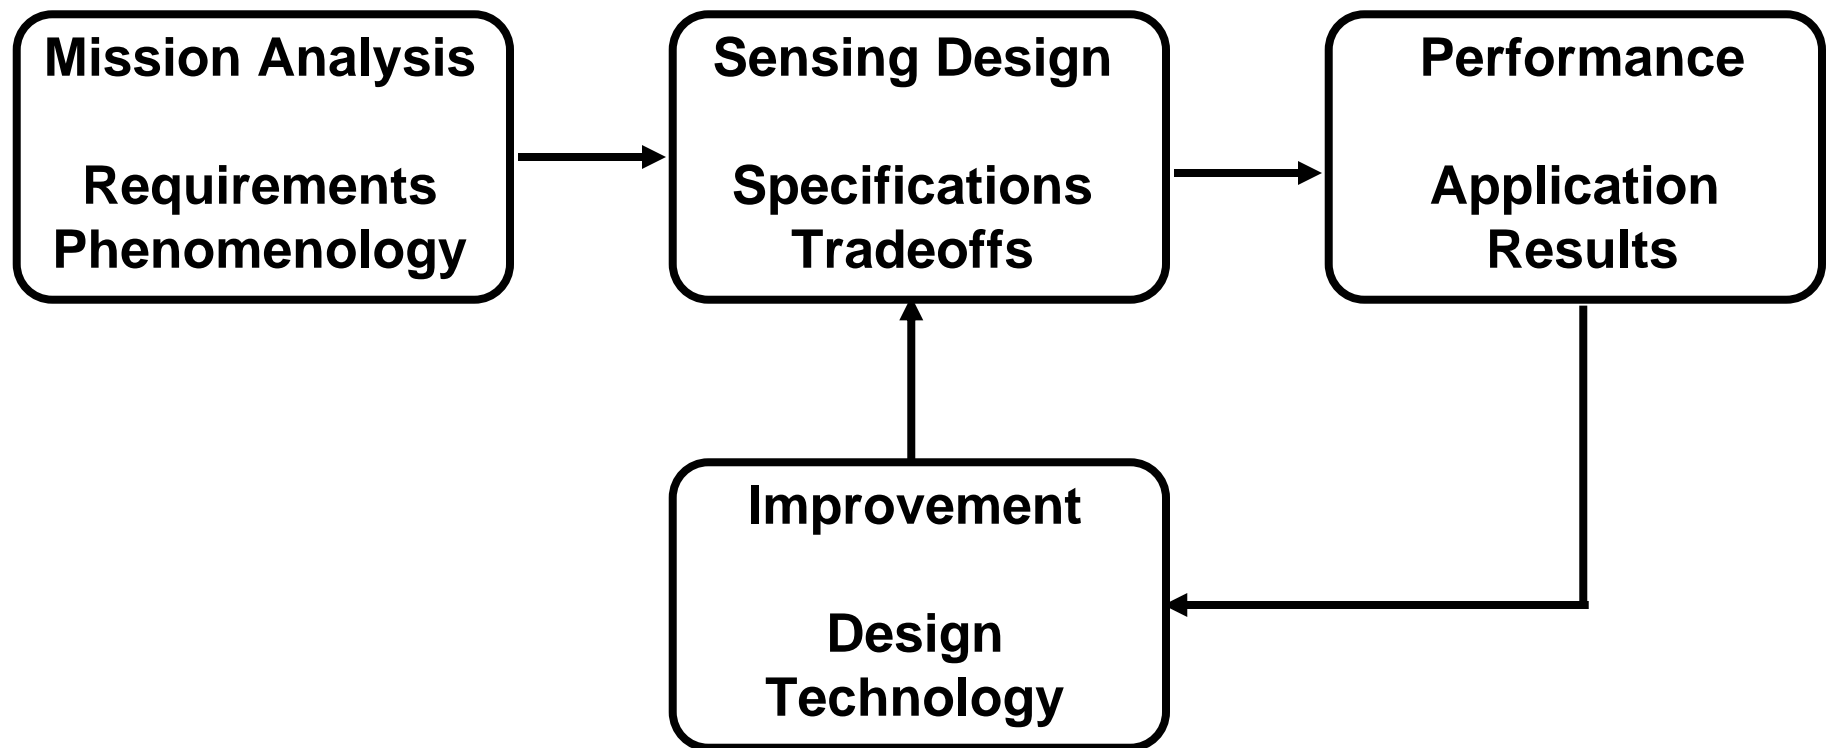 Mission Analysis
Requirements
Phenomenology
Sensing Design
Specifications
Tradeoffs
Performance
Application
Results
Improvement
Design
Technology